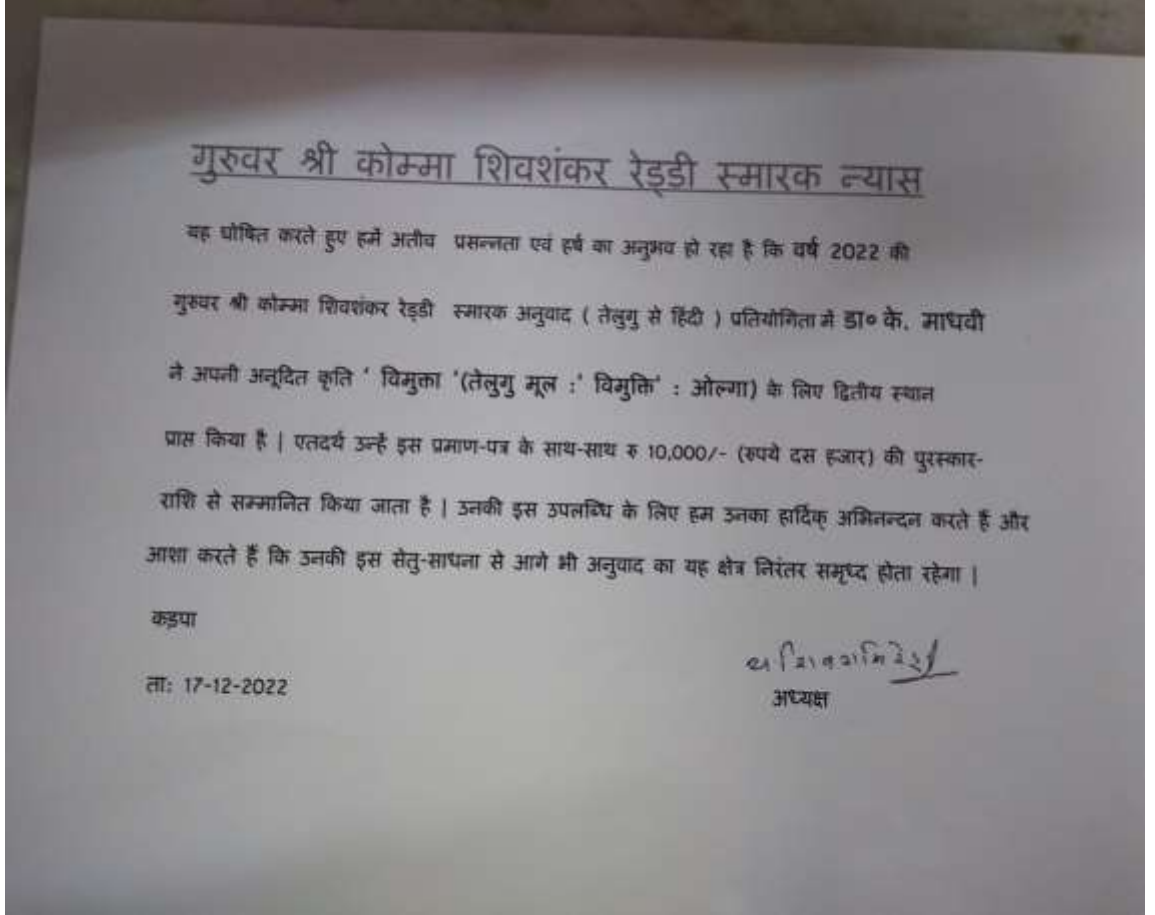 गुरुवर श्री कोम्मा शिवशंकर रेड्डी स्मारक न्यास
यह घोषित करते हुए हमें अतीव प्रसन्नता एवं हर्ष का अनुभव हो रहा है कि वर्ष 2022 की
गुरुवर श्री कोम्मा शिवशंकर रेड्डी स्मारक अनुवाद ( तेलुगु से हिंदी ) प्रतियोगिता में डा० के. माधवी
ने अपनी अनूदित कृति ' विमुक्ता '(तेलुगु मूल :' विमुक्ति' : ओल्गा) के लिए द्वितीय स्थान
प्राप्त किया है | एतदर्थ उन्हें इस प्रमाण-पत्र के साथ-साथ रु 10,000/- (रुपये दस हजार) की पुरस्कार-
राशि से सम्मानित किया जाता है | उनकी इस उपलब्धि के लिए हम उनका हार्दिक् अभिनन्दन करते हैं और
आशा करते हैं कि उनकी इस सेतु-साधना से आगे भी अनुवाद का यह क्षेत्र निरंतर समृध्द होता रहेगा |
कड़पा
ता: 17-12-2022
अध्यक्ष